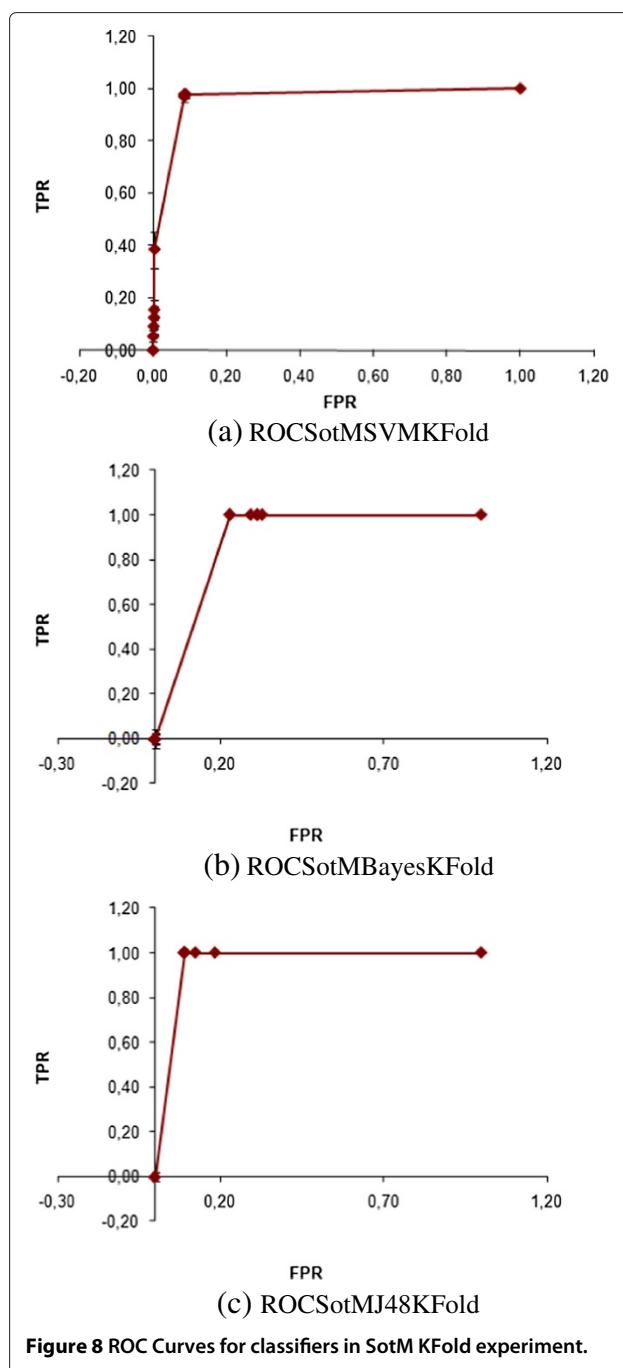 1,20
1,00
0,80
0,60
0,40
0,20
0,00
TPR
-0,20 0,00 0,20 0,40 0,60 0,80 1,00 1,20
FPR
(a) ROCSotMSVMKFold
1,20
1,00
0,80
0,60
0,40
0,20
0,00
-0,20
TPR
-0,30 0,20 0,70 1,20
FPR
(b) ROCSotMBayesKFold
1,20
1,00
0,80
0,60
0,40
0,20
0,00
-0,20
TPR
-0,30 0,20 0,70 1,20
FPR
(c) ROCSotMJ48KFold
Figure 8 ROC Curves for classifiers in SotM KFold experiment.